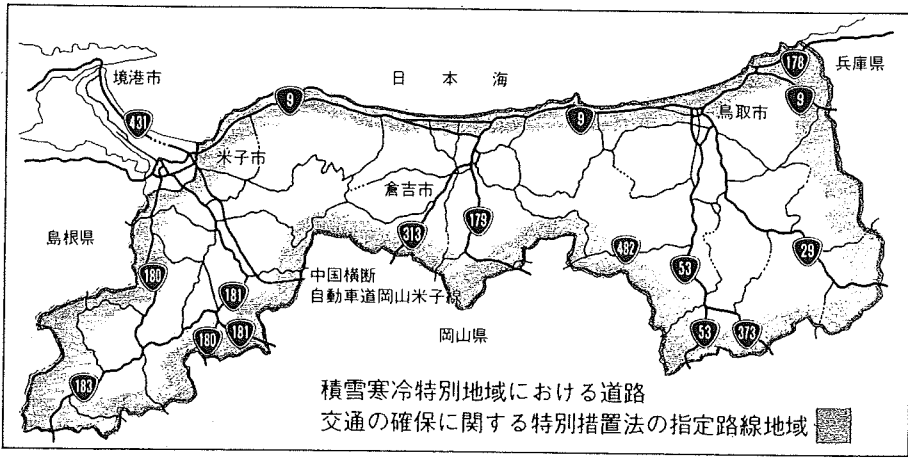 境港市
431
米子市
9
日本海
9
178
兵庫県
9
鳥取市
倉吉市
島根県
180
313
179
482
53
29
中国横断
自動車道岡山米子線
181
180
181
183
岡山県
53
373
積雪寒冷特別地域における道路
交通の確保に関する特別措置法の指定路線地域